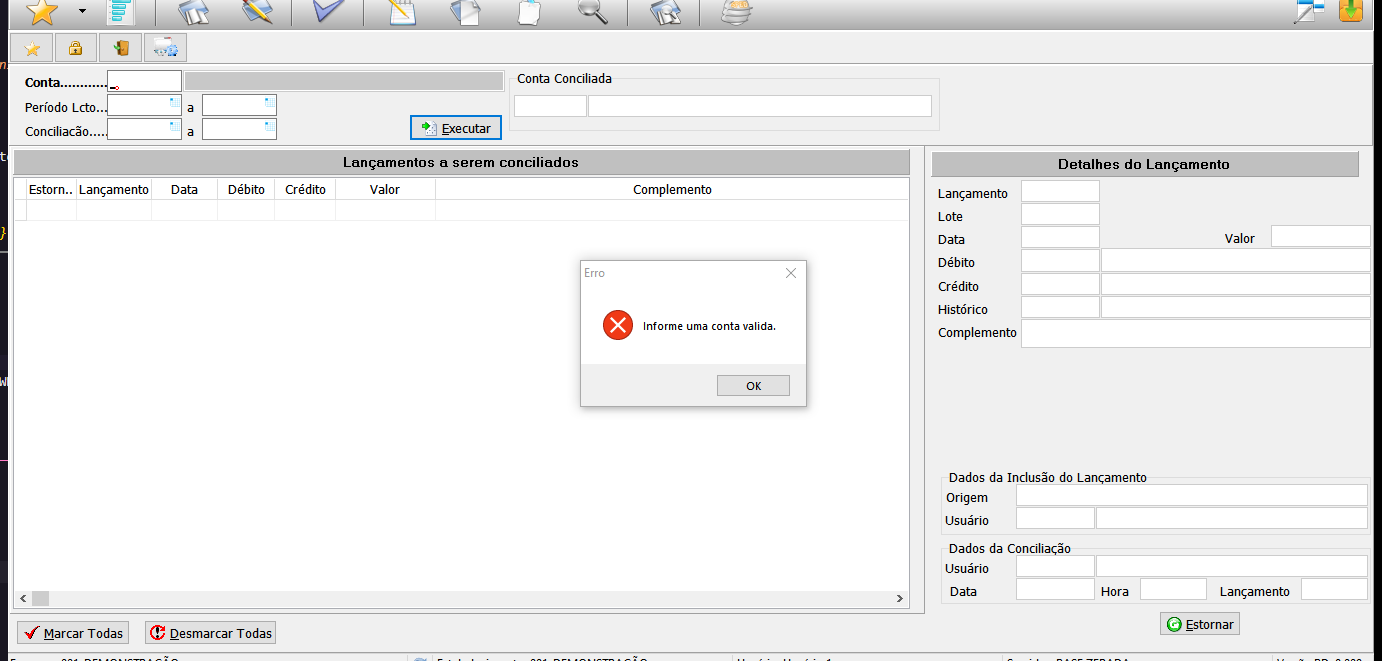 Conta............
Período Lcto...
a
Conciliacão.....
a
Executar
Conta Conciliada
Lançamentos a serem conciliados
Estorn.. Lançamento Data Débito Crédito Valor Complemento
Erro
Informe uma conta valida.
OK
Marcar Todas
Desmarcar Todas
Detalhes do Lançamento
Lançamento
Lote
Data
Valor
Débito
Crédito
Histórico
Complemento
Dados da Inclusão do Lançamento
Origem
Usuário
Dados da Conciliação
Usuário
Data
Hora
Lançamento
Estornar